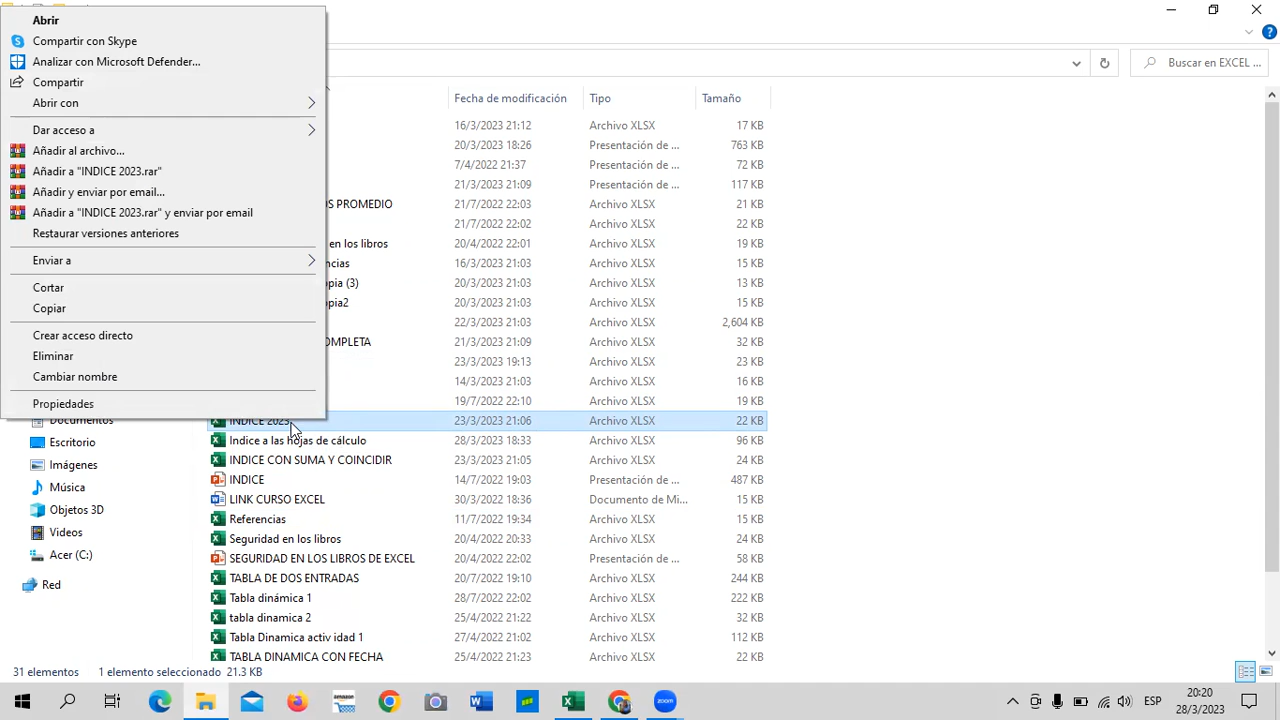 Abrir
Compartir con Skype
Analizar con Microsoft Defender...
Compartir
Abrir con
Dar acceso a
Añadir al archivo...
Añadir a "INDICE 2023.rar"
Añadir y enviar por email...
Añadir a "INDICE 2023.rar" y enviar por email
Restaurar versiones anteriores
Enviar a
Cortar
Copiar
Crear acceso directo
Eliminar
Cambiar nombre
Propiedades
Buscar en EXCEL ...
Fecha de modificación Tipo Tamaño
16/3/2023 21:12 Archivo XLSX 17 KB
20/3/2023 18:26 Presentación de ... 763 KB
7/4/2022 21:37 Presentación de ... 72 KB
21/3/2023 21:09 Presentación de ... 117 KB
OS PROMEDIO 21/7/2022 22:03 Archivo XLSX 21 KB
21/7/2022 22:02 Archivo XLSX 22 KB
en los libros 20/4/2022 22:01 Archivo XLSX 19 KB
encias 16/3/2023 21:03 Archivo XLSX 15 KB
opia (3) 20/3/2023 21:03 Archivo XLSX 13 KB
opia2 20/3/2023 21:03 Archivo XLSX 15 KB
22/3/2023 21:03 Archivo XLSX 2,604 KB
OMPLETA 21/3/2023 21:09 Archivo XLSX 32 KB
23/3/2023 19:13 Archivo XLSX 23 KB
14/3/2023 21:03 Archivo XLSX 16 KB
19/7/2022 22:10 Archivo XLSX 19 KB
INDICE 2023 23/3/2023 21:06 Archivo XLSX 22 KB
Indice a las hojas de cálculo 28/3/2023 18:33 Archivo XLSX 96 KB
INDICE CON SUMA Y COINCIDIR 23/3/2023 21:05 Archivo XLSX 24 KB
INDICE 14/7/2022 19:03 Presentación de ... 487 KB
LINK CURSO EXCEL 30/3/2022 18:36 Documento de Mi... 15 KB
Referencias 11/7/2022 19:34 Archivo XLSX 15 KB
Seguridad en los libros 20/4/2022 20:33 Archivo XLSX 24 KB
SEGURIDAD EN LOS LIBROS DE EXCEL 20/4/2022 22:02 Presentación de ... 58 KB
TABLA DE DOS ENTRADAS 20/7/2022 19:10 Archivo XLSX 244 KB
Tabla dinámica 1 28/7/2022 22:02 Archivo XLSX 222 KB
tabla dinamica 2 25/4/2022 21:22 Archivo XLSX 32 KB
Tabla Dinamica activ idad 1 27/4/2022 21:02 Archivo XLSX 112 KB
TABLA DINAMICA CON FECHA 25/4/2022 21:23 Archivo XLSX 22 KB
Documentos
Escritorio
Imágenes
Música
Objetos 3D
Videos
Acer (C:)
Red
31 elementos 1 elemento seleccionado 21.3 KB
amazon
zoom
ESP
20:20
28/3/2023